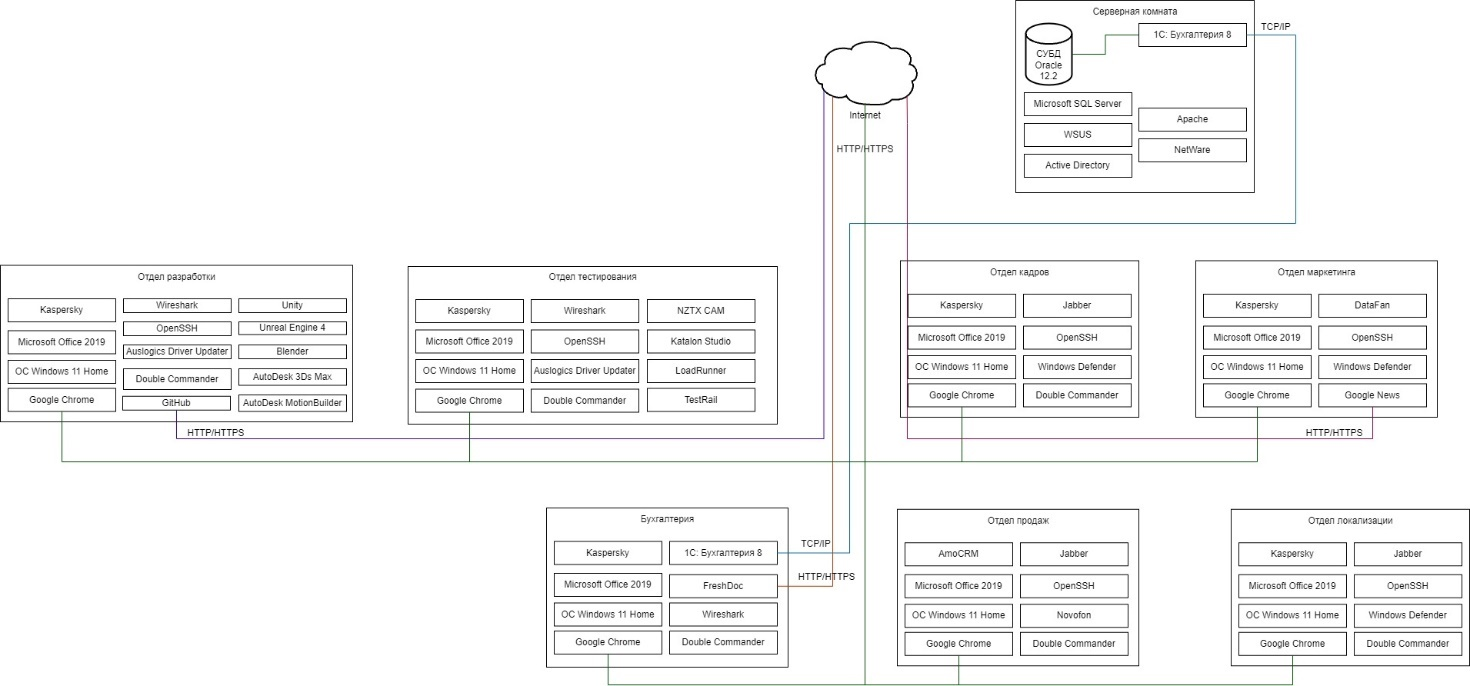 Серверная комната
СУБД
Oracle
12.2
1С: Бухгалтерия 8
TCP/IP
Microsoft SQL Server
WSUS
Active Directory
Apache
NetWare
Internet
HTTP/HTTPS
Отдел разработки
Kaspersky
Microsoft Office 2019
ОС Windows 11 Home
Google Chrome
Wireshark
OpenSSH
Auslogics Driver Updater
Double Commander
GitHub
Unity
Unreal Engine 4
Blender
AutoDesk 3Ds Max
AutoDesk MotionBuilder
HTTP/HTTPS
Отдел тестирования
Kaspersky
Microsoft Office 2019
ОС Windows 11 Home
Google Chrome
Wireshark
OpenSSH
Auslogics Driver Updater
Double Commander
NZTX CAM
Katalon Studio
LoadRunner
TestRail
Отдел кадров
Kaspersky
Microsoft Office 2019
ОС Windows 11 Home
Google Chrome
Jabber
OpenSSH
Windows Defender
Double Commander
Отдел маркетинга
Kaspersky
Microsoft Office 2019
ОС Windows 11 Home
Google Chrome
DataFan
OpenSSH
Windows Defender
Google News
HTTP/HTTPS
Бухгалтерия
Kaspersky
Microsoft Office 2019
ОС Windows 11 Home
Google Chrome
1С: Бухгалтерия 8
FreshDoc
Wireshark
Double Commander
TCP/IP
HTTP/HTTPS
Отдел продаж
AmoCRM
Microsoft Office 2019
ОС Windows 11 Home
Google Chrome
Jabber
OpenSSH
Novofon
Double Commander
Отдел локализации
Kaspersky
Microsoft Office 2019
ОС Windows 11 Home
Google Chrome
Jabber
OpenSSH
Windows Defender
Double Commander